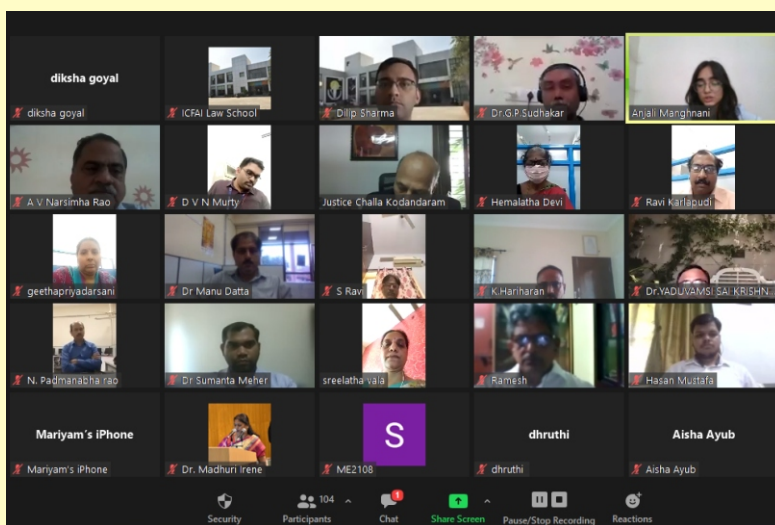 diksha goyal
diksha goyal
ICFAI Law School
Dilip Sharma
Dr.G.P.Sudhakar
Anjali Manghnani
A V Narsimha Rao
D V N Murty
Justice Challa Kodandaram
Hemalatha Devi
Ravi Karlapudi
geethapriyadarsani
Dr Manu Datta
S Ravi
K.Hariharan
Dr.YADUVAMSI SAI KRISHN
N. Padmanabha rao
Dr Sumanta Meher
sreelatha vala
Ramesh
Hasan Mustafa
Mariyam's iPhone
Mariyam's iPhone
Dr. Madhuri Irene
S
ME2108
dhruthi
dhruthi
Aisha Ayub
Aisha Ayub
Security
104
Participants
1
Chat
Share Screen
Pause/Stop Recording
Reactions